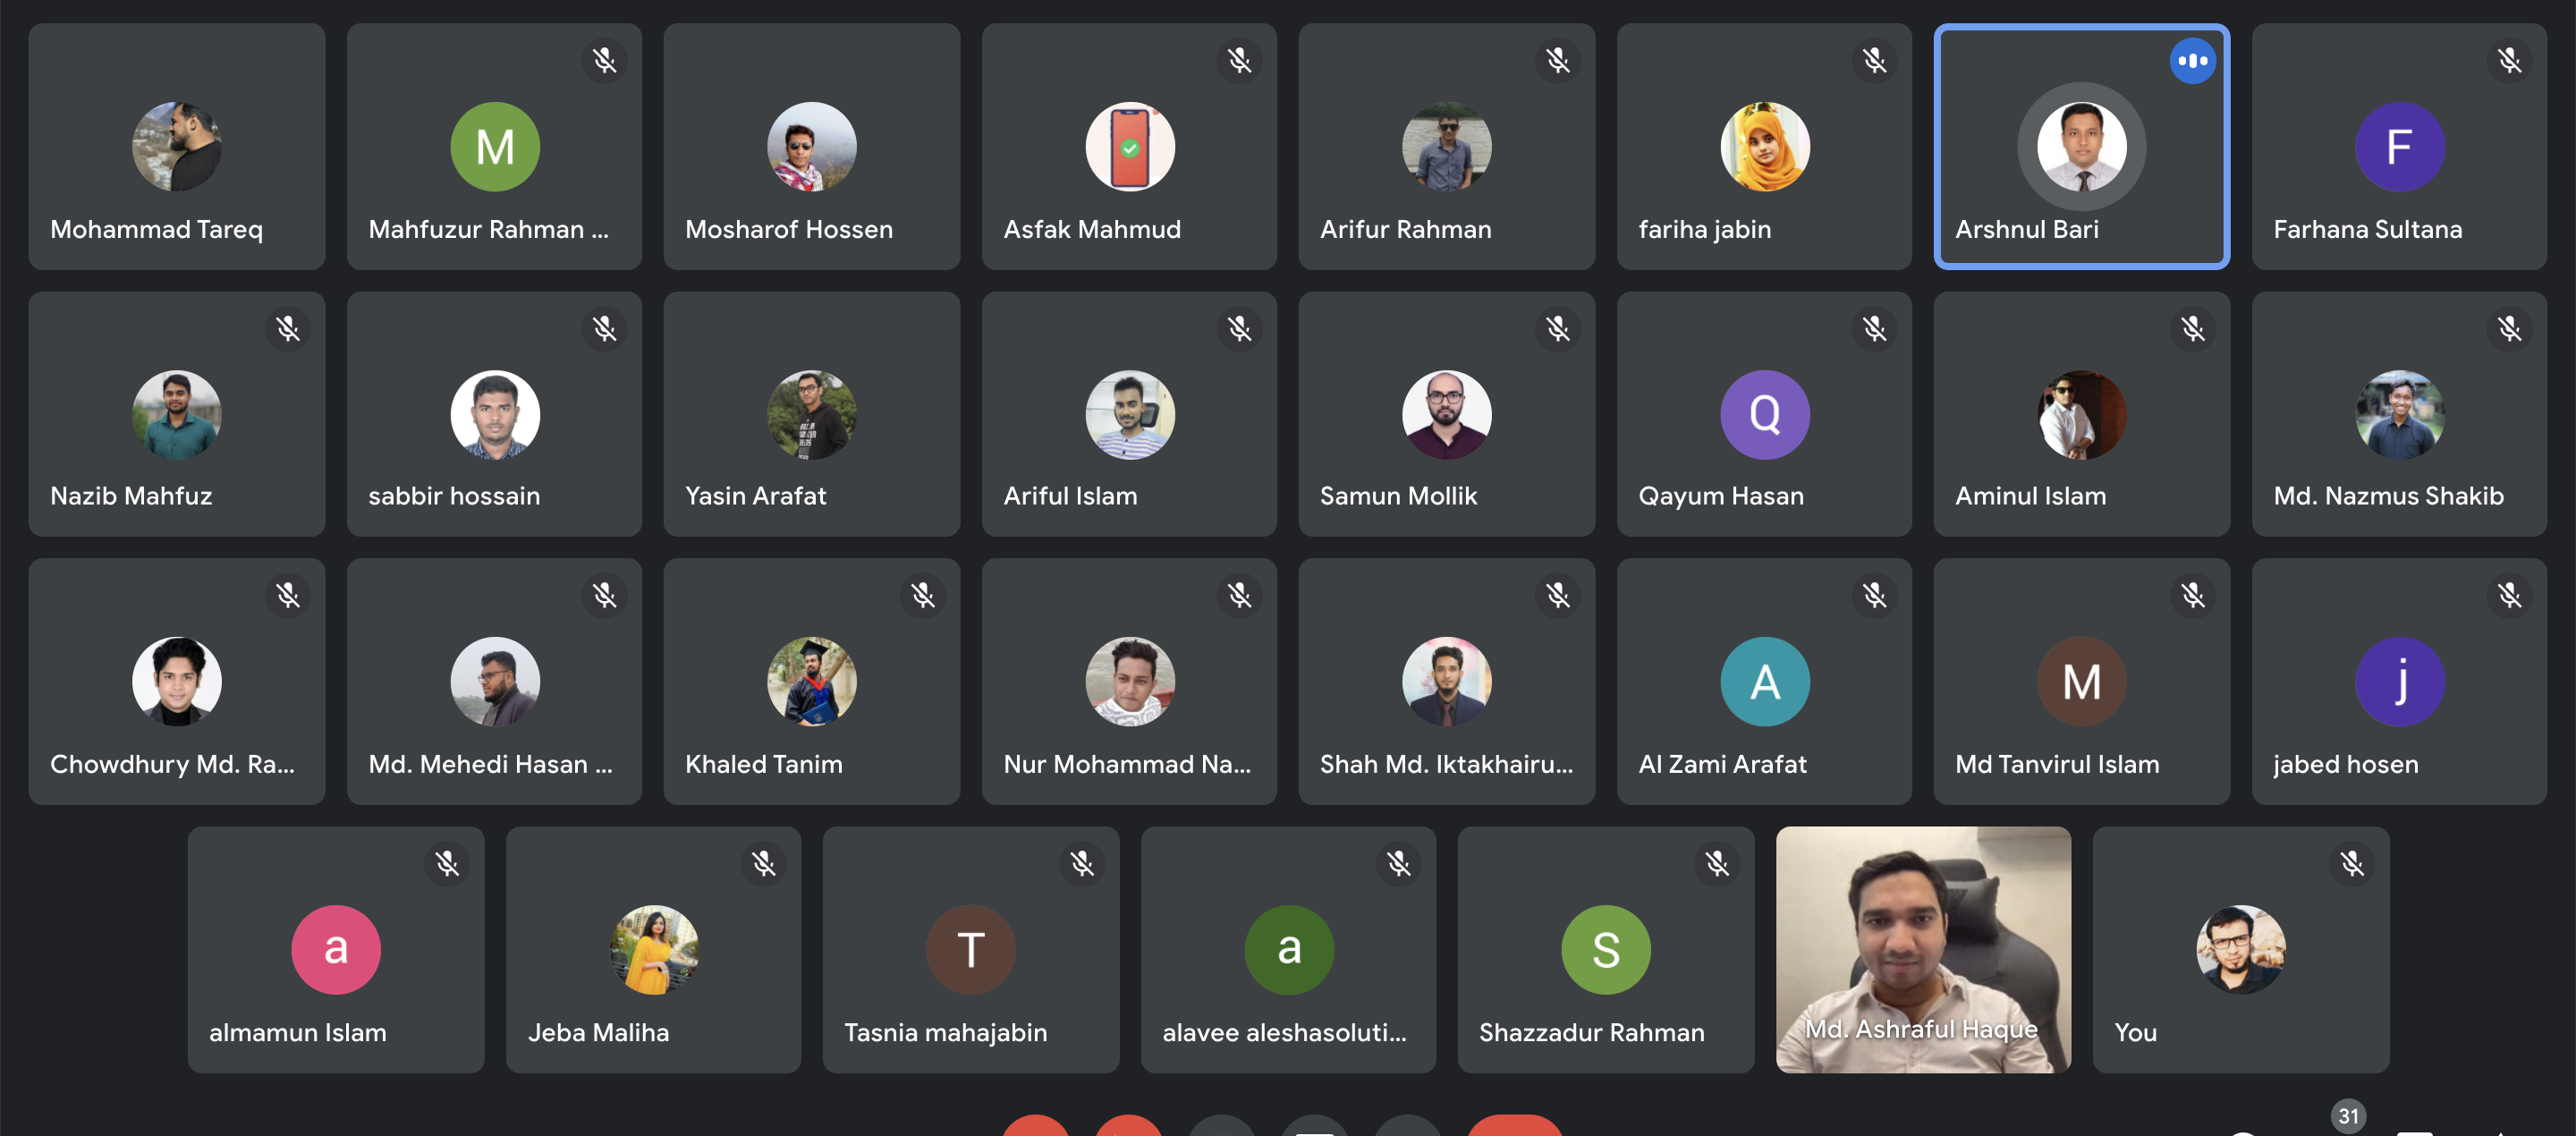 Mohammad Tareq
M
Mahfuzur Rahman ...
Mosharof Hossen
Asfak Mahmud
Arifur Rahman
fariha jabin
Arshnul Bari
F
Farhana Sultana
Nazib Mahfuz
sabbir hossain
Yasin Arafat
Ariful Islam
Samun Mollik
Q
Qayum Hasan
Aminul Islam
Md. Nazmus Shakib
Chowdhury Md. Ra...
Md. Mehedi Hasan ...
Khaled Tanim
Nur Mohammad Na...
Shah Md. Iktakhairu...
A
Al Zami Arafat
M
Md Tanvirul Islam
j
jabed hosen
a
almamun Islam
Jeba Maliha
T
Tasnia mahajabin
a
alavee aleshasoluti...
S
Shazzadur Rahman
Md. Ashraful Haque
You
31